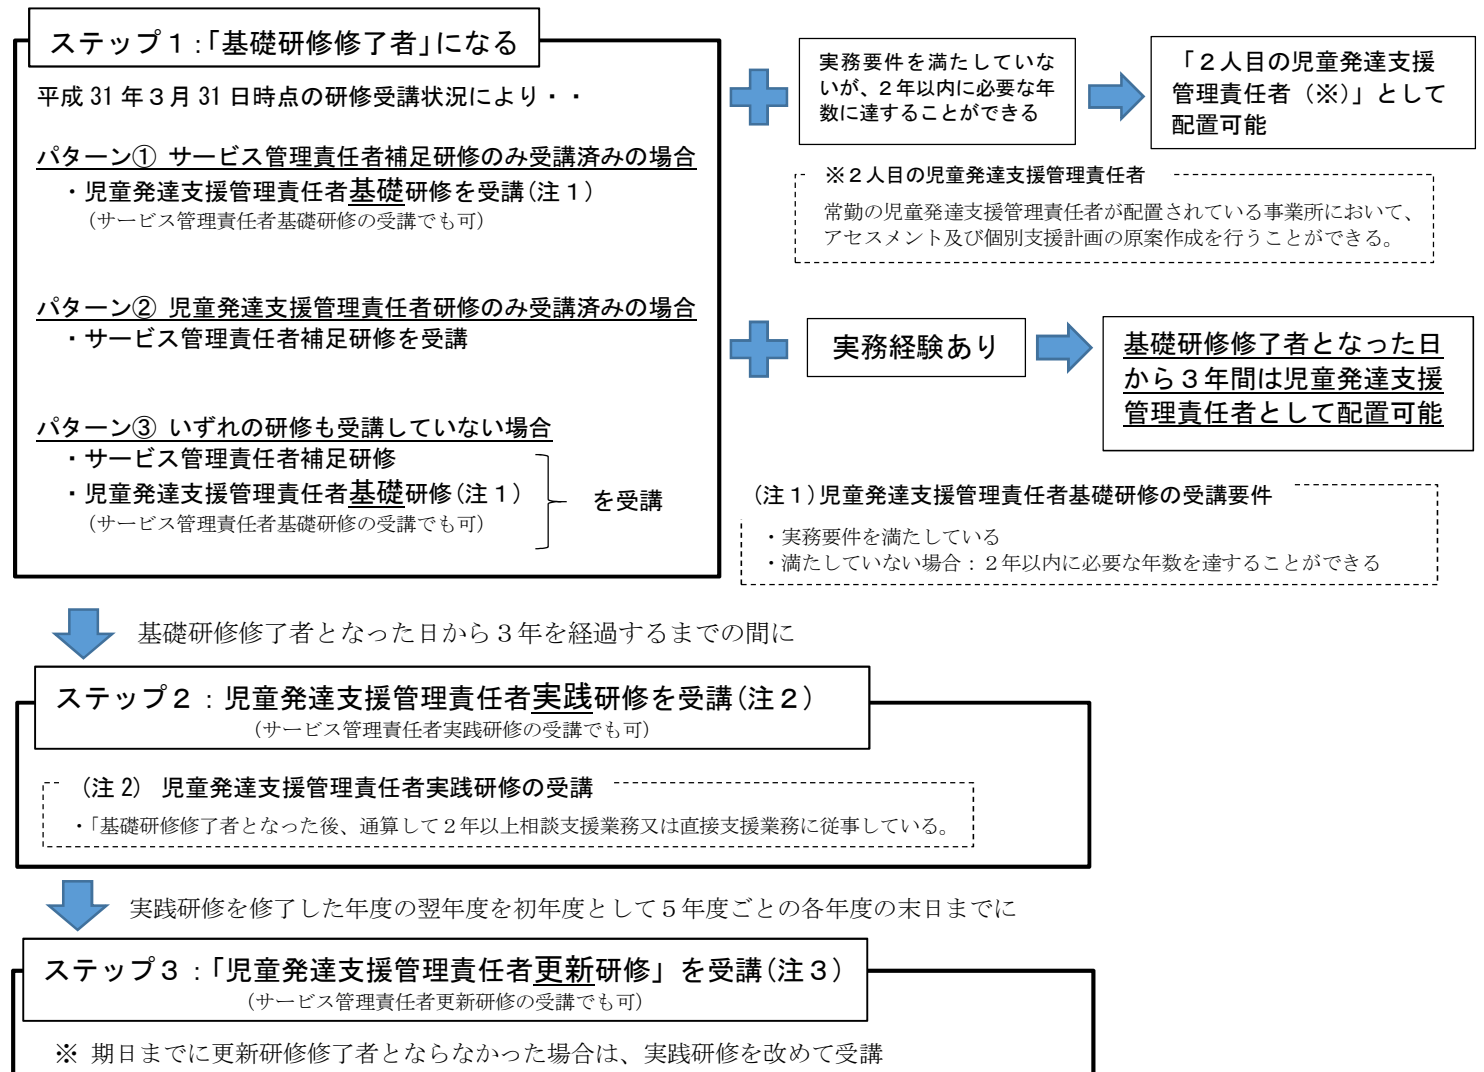 ステップ1：「基礎研修修了者」になる
平成 31 年３月 31 日時点の研修受講状況により・・
パターン① サービス管理責任者補足研修のみ受講済みの場合
・児童発達支援管理責任者基礎研修を受講(注１)
（サービス管理責任者基礎研修の受講でも可）
パターン② 児童発達支援管理責任者研修のみ受講済みの場合
・サービス管理責任者補足研修を受講
パターン③ いずれの研修も受講していない場合
・サービス管理責任者補足研修
・児童発達支援管理責任者基礎研修(注１)
（サービス管理責任者基礎研修の受講でも可）
を受講
実務要件を満たしていな
いが、２年以内に必要な年
数に達することができる
「２人目の児童発達支援
管理責任者（※）」として
配置可能
※２人目の児童発達支援管理責任者
常勤の児童発達支援管理責任者が配置されている事業所において、
アセスメント及び個別支援計画の原案作成を行うことができる。
実務経験あり
基礎研修修了者となった日
から３年間は児童発達支援
管理責任者として配置可能
(注１)児童発達支援管理責任者基礎研修の受講要件
・実務要件を満たしている
・満たしていない場合：２年以内に必要な年数を達することができる
基礎研修修了者となった日から３年を経過するまでの間に
ステップ２：児童発達支援管理責任者実践研修を受講(注２)
（サービス管理責任者実践研修の受講でも可）
(注 2) 児童発達支援管理責任者実践研修の受講
・「基礎研修修了者となった後、通算して２年以上相談支援業務又は直接支援業務に従事している。
実践研修を修了した年度の翌年度を初年度として５年度ごとの各年度の末日までに
ステップ３：「児童発達支援管理責任者更新研修」を受講(注３)
（サービス管理責任者更新研修の受講でも可）
※ 期日までに更新研修修了者とならなかった場合は、実践研修を改めて受講